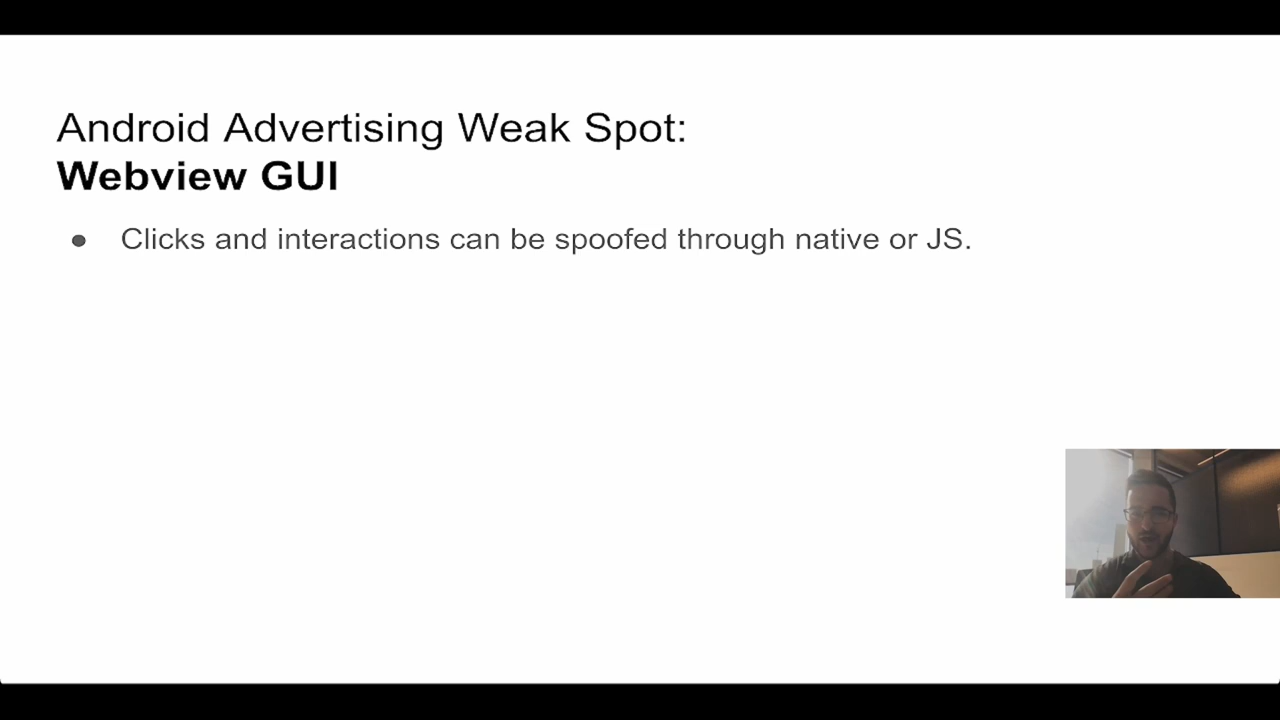 Android Advertising Weak Spot:
Webview GUI
● Clicks and interactions can be spoofed through native or JS.